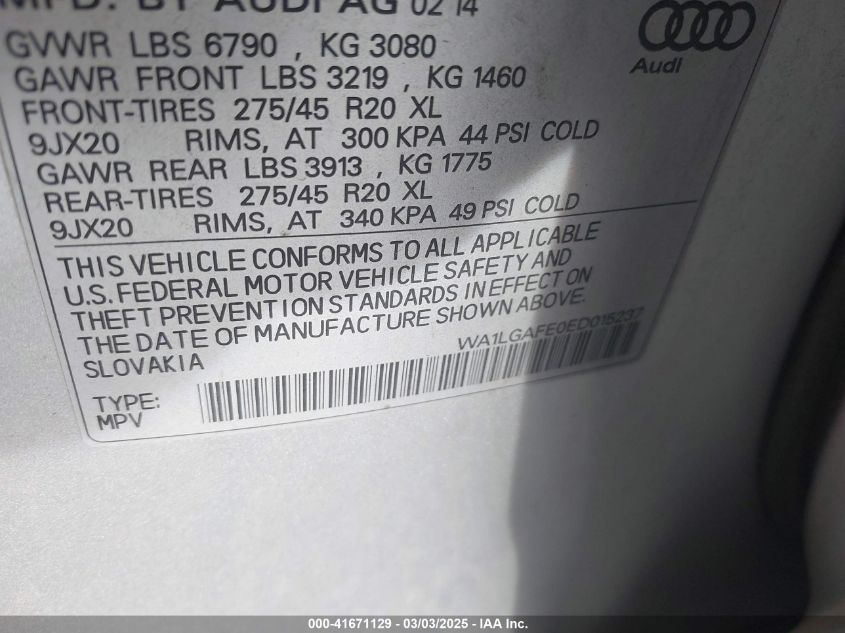 MFD. BY AUDI AG 02 14
GVWR LBS 6790 , KG 3080
GAWR FRONT LBS 3219 , KG 1460
FRONT-TIRES 275/45 R20 XL
9JX20 RIMS, AT 300 KPA 44 PSI COLD
GAWR REAR LBS 3913 , KG 1775
REAR-TIRES 275/45 R20 XL
9JX20 RIMS, AT 340 KPA 49 PSI COLD
Audi
THIS VEHICLE CONFORMS TO ALL APPLICABLE
U.S. FEDERAL MOTOR VEHICLE SAFETY AND
THEFT PREVENTION STANDARDS IN EFFECT ON
THE DATE OF MANUFACTURE SHOWN ABOVE.
SLOVAKIA WA1LGAFE0ED015237
TYPE:
MPV
000-41671129 - 03/03/2025 - www.iaai.com. Copyright IAA, Inc.